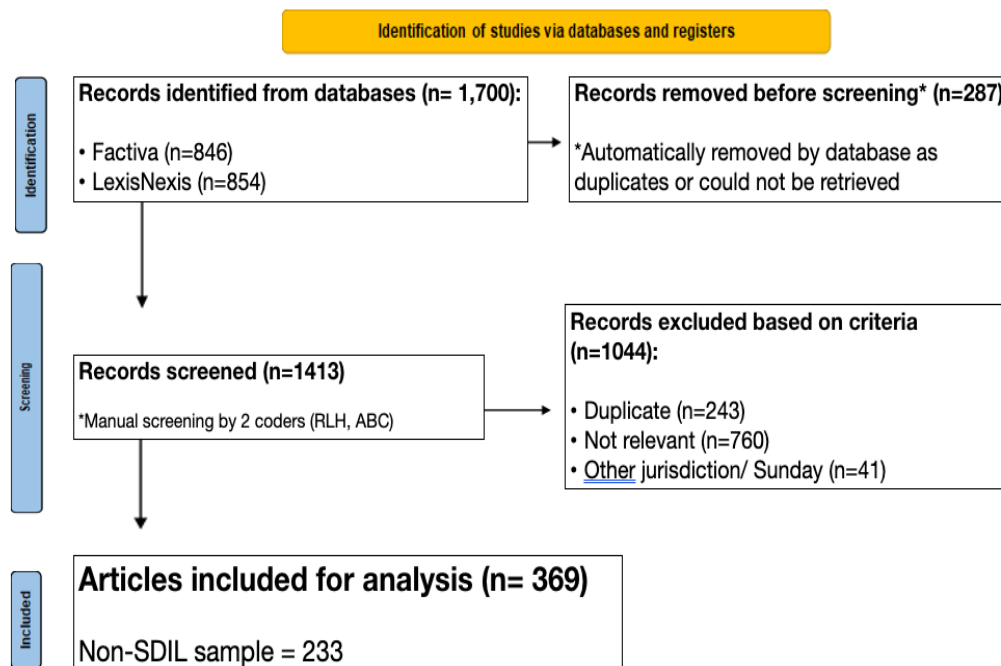 Identification of studies via databases and registers
Identification
Records identified from databases (n= 1,700):
• Factiva (n=846)
• LexisNexis (n=854)
Records removed before screening* (n=287)
*Automatically removed by database as
duplicates or could not be retrieved
Screening
Records screened (n=1413)
*Manual screening by 2 coders (RLH, ABC)
Records excluded based on criteria
(n=1044):
• Duplicate (n=243)
• Not relevant (n=760)
• Other jurisdiction/ Sunday (n=41)
Included
Articles included for analysis (n= 369)
Non-SDIL sample = 233